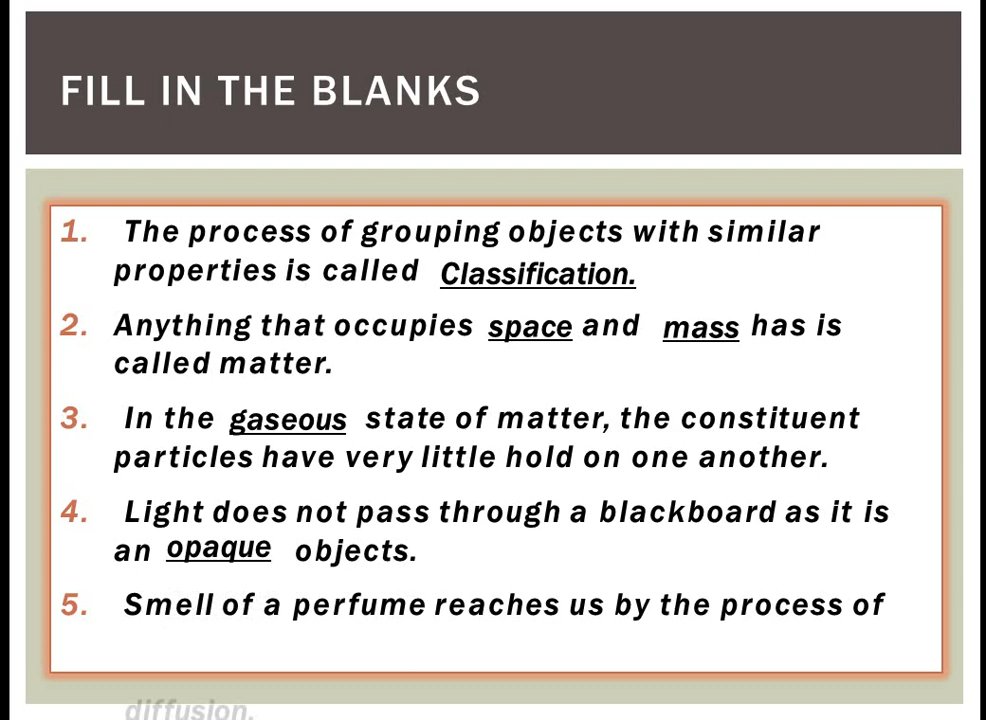 FILL IN THE BLANKS
1. The process of grouping objects with similar
properties is called Classification.
2. Anything that occupies space and mass has is
called matter.
3. In the gaseous state of matter, the constituent
particles have very little hold on one another.
4. Light does not pass through a blackboard as it is
an opaque objects.
5. Smell of a perfume reaches us by the process of
diffusion.